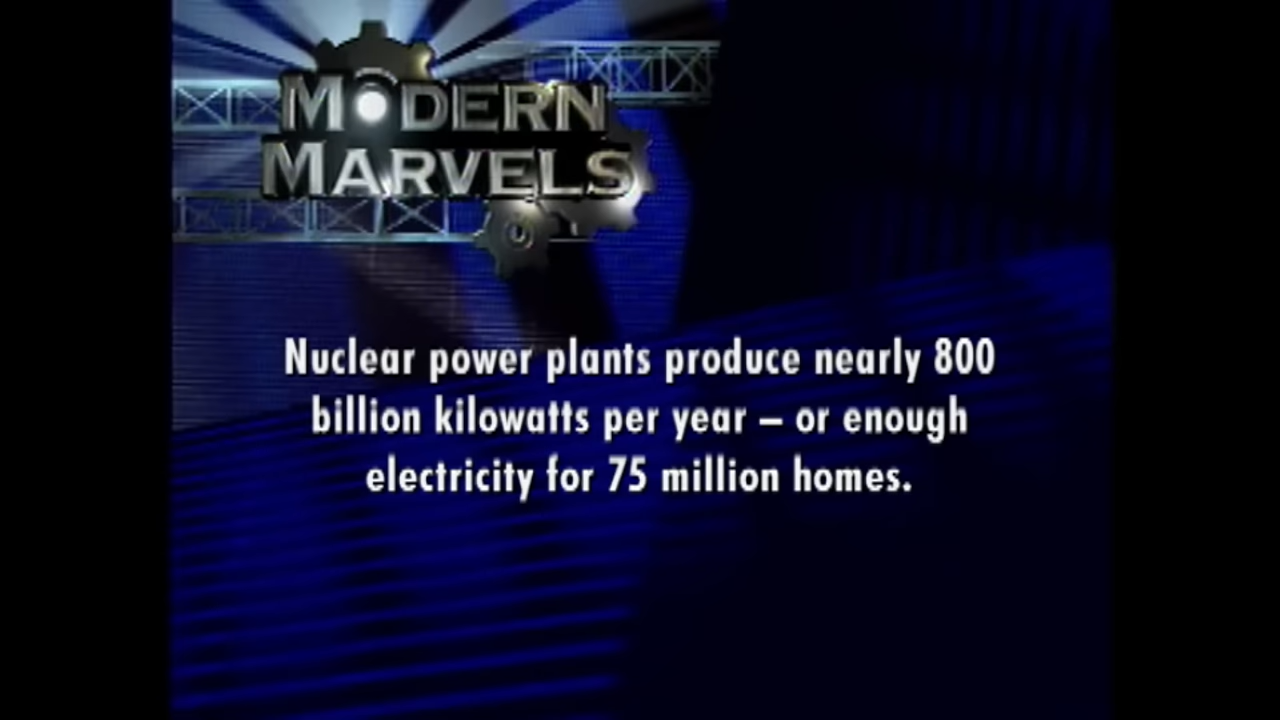 MODERN
MARVELS
Nuclear power plants produce nearly 800
billion kilowatts per year – or enough
electricity for 75 million homes.